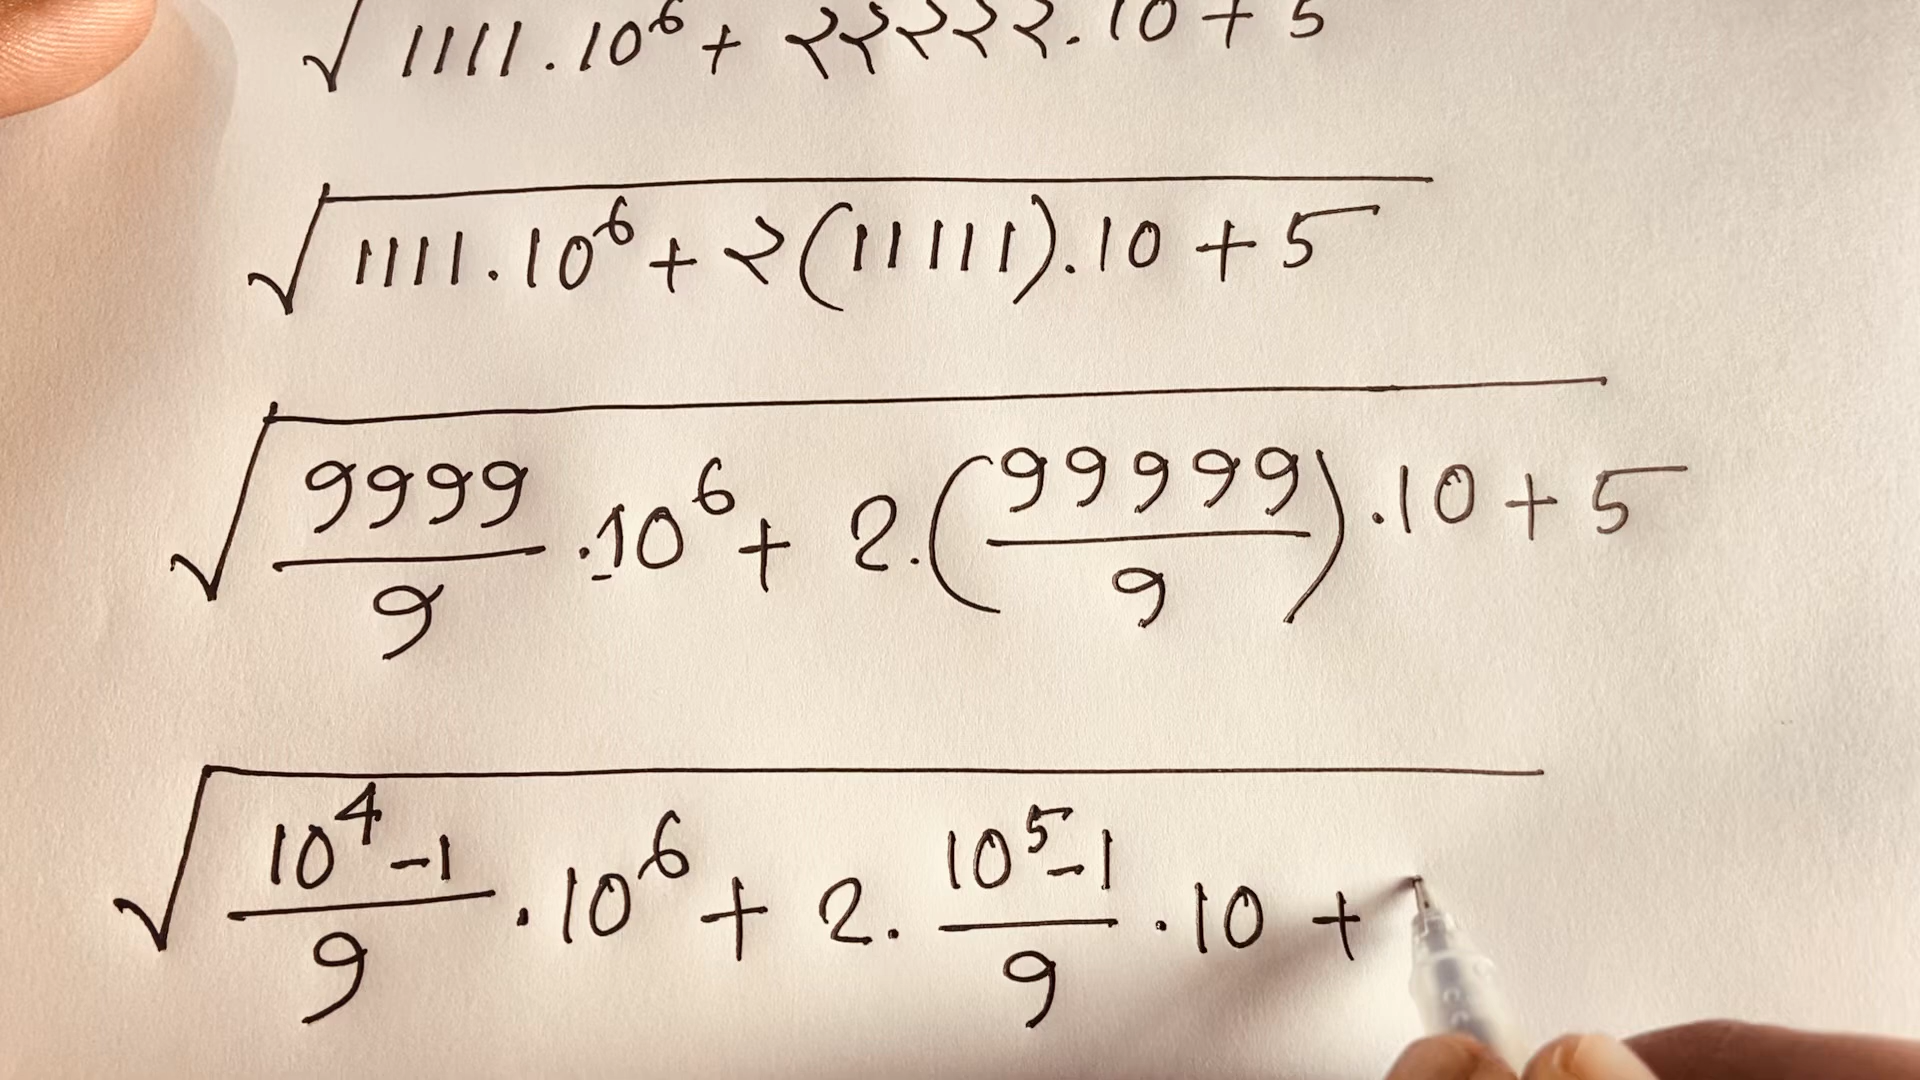 √1111.10⁶ + 22222.10 + 5
√1111.10⁶ + 2(11111).10 + 5
√9999/9 .10⁶ + 2.(99999/9).10 + 5
√10⁴-1/9 .10⁶ + 2. 10⁵-1/9 .10 +